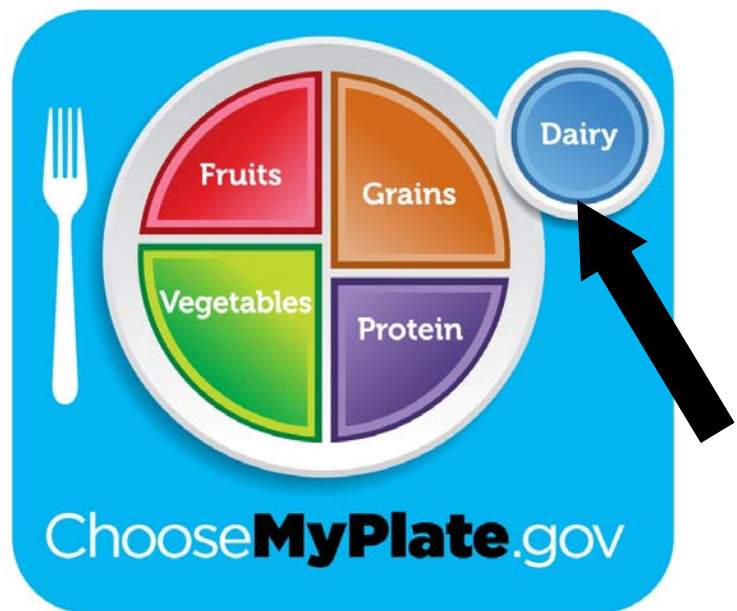 Dairy
Fruits
Grains
Vegetables
Protein
ChooseMyPlate.gov